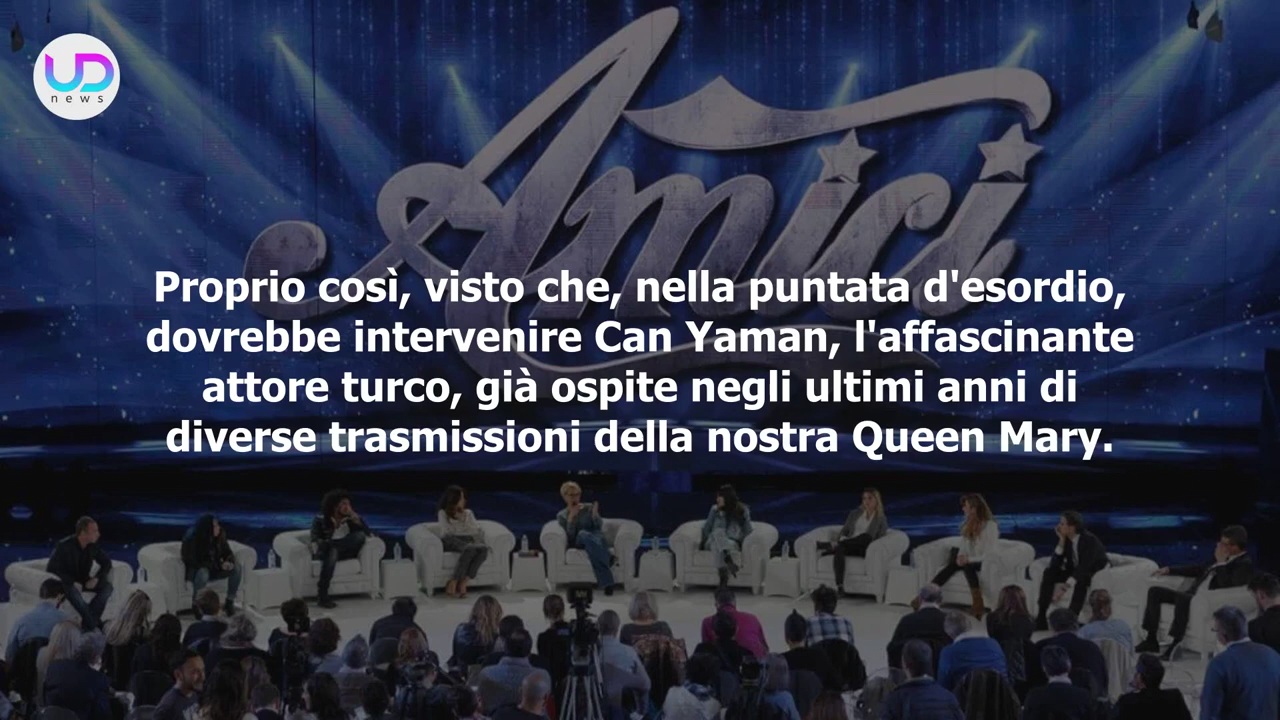 UD
news
Amici
Proprio così, visto che, nella puntata d'esordio,
dovrebbe intervenire Can Yaman, l'affascinante
attore turco, già ospite negli ultimi anni di
diverse trasmissioni della nostra Queen Mary.